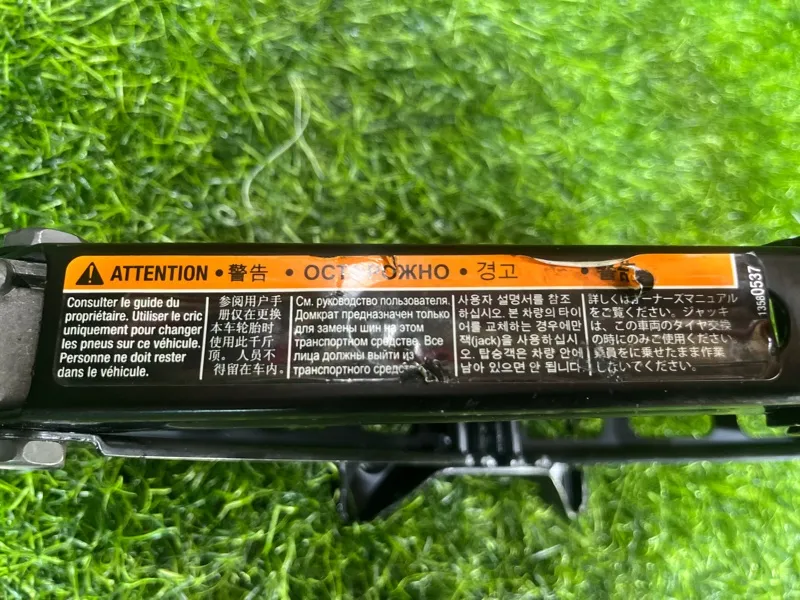 ATTENTION • 警告 • ОСТОРОЖНО • 경고 • 警告
Consulter le guide du
propriétaire. Utiliser le cric
uniquement pour changer
les pneus sur ce véhicule.
Personne ne doit rester
dans le véhicule.
参阅用户手
册仅在更换
本车轮胎时
使用此千斤
顶。人员不
得留在车内。
См. руководство пользователя.
Домкрат предназначен только
для замены шин на этом
транспортном средстве. Все
лица должны выйти из
транспортного средства.
사용자 설명서를 참조
하십시오. 본 차량의 타이
어를 교체하는 경우에만
잭(jack)을 사용하십시
오. 탑승객은 차량 안에
남아 있으면 안 됩니다.
詳しくはオーナーズマニュアル
をご覧ください。ジャッキ
は、この車両のタイヤ交換
の時にのみご使用ください。
乗員をに乗せたまま作業
しないでください。
13580537